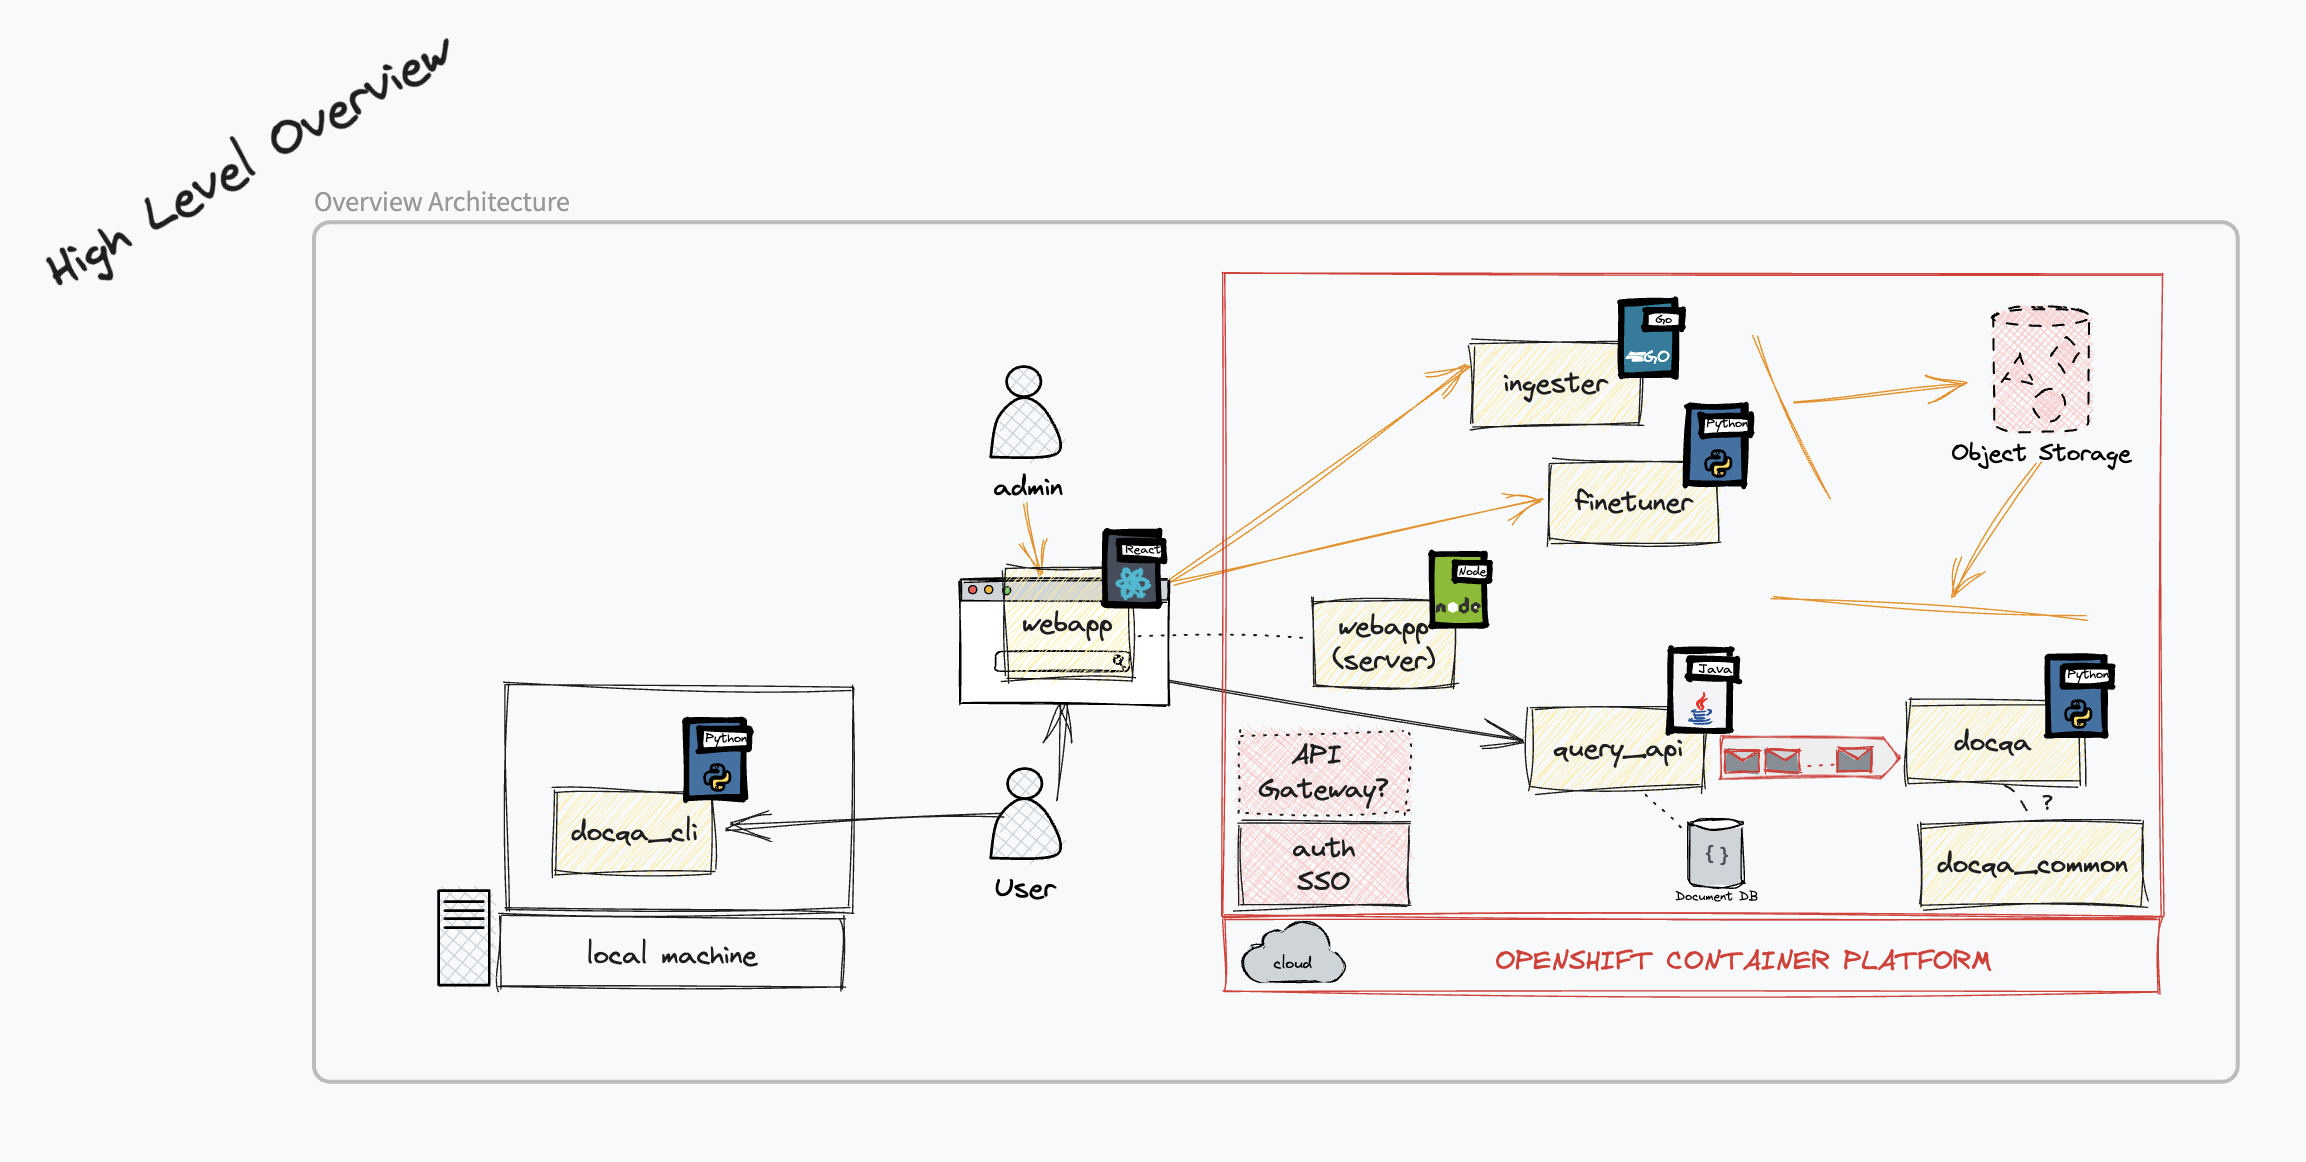 High Level Overview
Overview Architecture
Go
GO
ingester
Python
finetuner
Object Storage
admin
React
webapp
Node
node
webapp
(server)
Java
query_api
Python
docqa
?
docqa_common
API
Gateway?
auth
SSO
{}
Document DB
Python
docqa_cli
User
local machine
cloud
OPENSHIFT CONTAINER PLATFORM